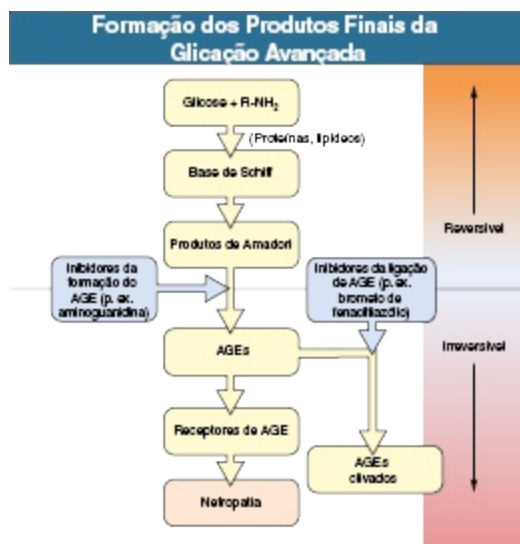 Formação dos Produtos Finais da
Glicação Avançada
Glicose + R-NH₂
(Proteínas, lipídeos)
Base de Schiff
Produtos de Amadori
Reversível
Inibidores da
formação do
AGE (p. ex.
aminoguanidina)
Inibidores da ligação
de AGE (p. ex.
brometo de
fenaciltiazólio)
AGEs
Irreversível
Receptores de AGE
AGEs
clivados
Nefropatia